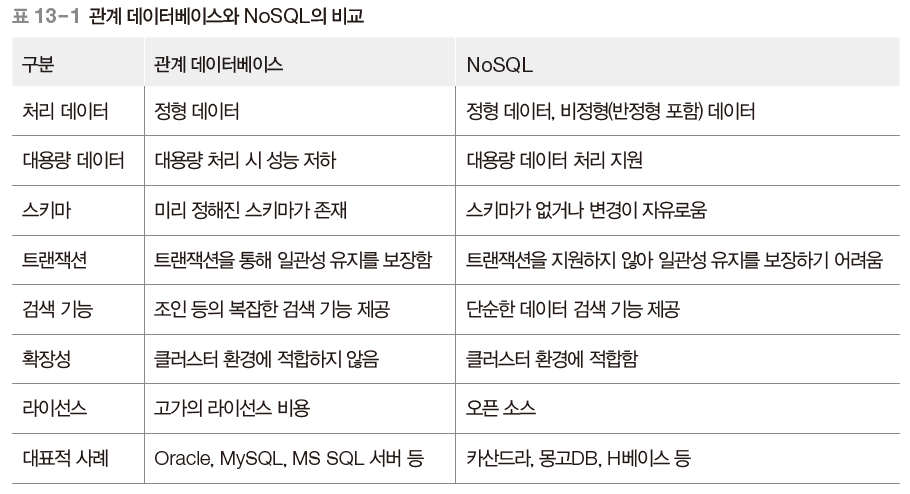 표 13-1 관계 데이터베이스와 NoSQL의 비교
구분 관계 데이터베이스 NoSQL
처리 데이터 정형 데이터 정형 데이터, 비정형(반정형 포함) 데이터
대용량 데이터 대용량 처리 시 성능 저하 대용량 데이터 처리 지원
스키마 미리 정해진 스키마가 존재 스키마가 없거나 변경이 자유로움
트랜잭션 트랜잭션을 통해 일관성 유지를 보장함 트랜잭션을 지원하지 않아 일관성 유지를 보장하기 어려움
검색 기능 조인 등의 복잡한 검색 기능 제공 단순한 데이터 검색 기능 제공
확장성 클러스터 환경에 적합하지 않음 클러스터 환경에 적합함
라이선스 고가의 라이선스 비용 오픈 소스
대표적 사례 Oracle, MySQL, MS SQL 서버 등 카산드라, 몽고DB, H베이스 등